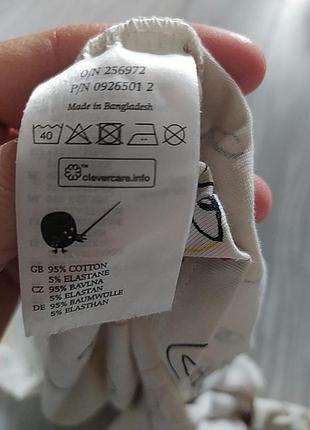 O/N 256972
P/N 0926501 2
Made in Bangladesh
40
™
clevercare.info
GB 95% COTTON
5% ELASTANE
CZ 95% BAVLNA
5% ELASTAN
DE 95% BAUMWOLLE
5% ELASTHAN